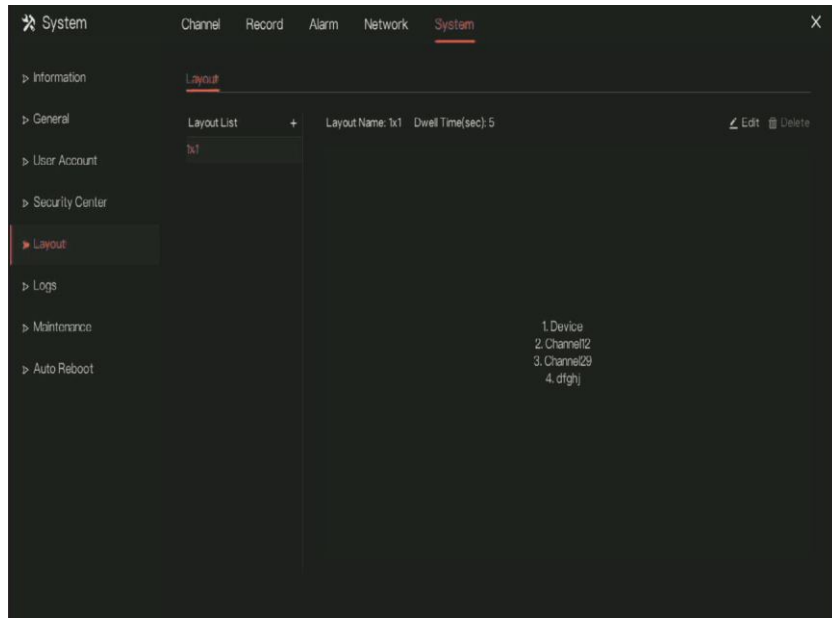 System
Channel Record Alarm Network System X
Information
General
User Account
Security Center
Layout
Logs
Maintenance
Auto Reboot
Layout
Layout List +
1x1
Layout Name: 1x1 Dwell Time(sec): 5
Edit Delete
1. Device
2. Channel12
3. Channel29
4. dfghj